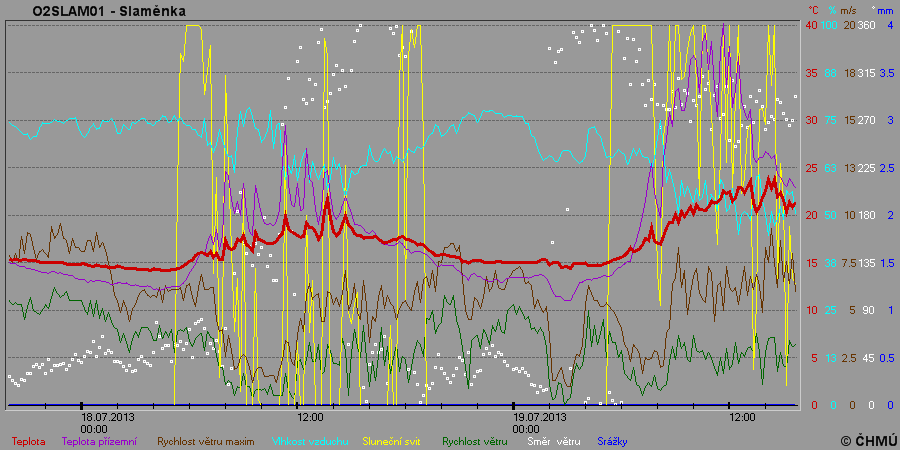 O2SLAM01 - Slaměnka
°C % m/s ° mm
40 100 20 360 4
35 88 18 315 3.5
30 75 15 270 3
25 63 13 225 2.5
20 50 10 180 2
15 38 7.5 135 1.5
10 25 5 90 1
5 13 2.5 45 0.5
0 0 0 0 0
18.07.2013 12:00 19.07.2013 12:00
00:00 00:00
Teplota Teplota přízemní Rychlost větru maxim Vlhkost vzduchu Sluneční svit Rychlost větru Směr větru Srážky © ČHMÚ